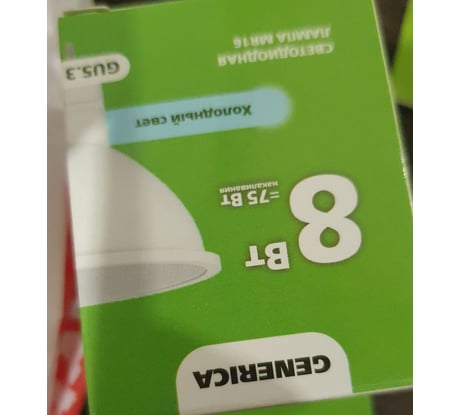 GENERICA
8 Вт
=75 Вт
накаливания
Холодный свет
GU5.3
СВЕТОДИОДНАЯ
ЛАМПА MR16